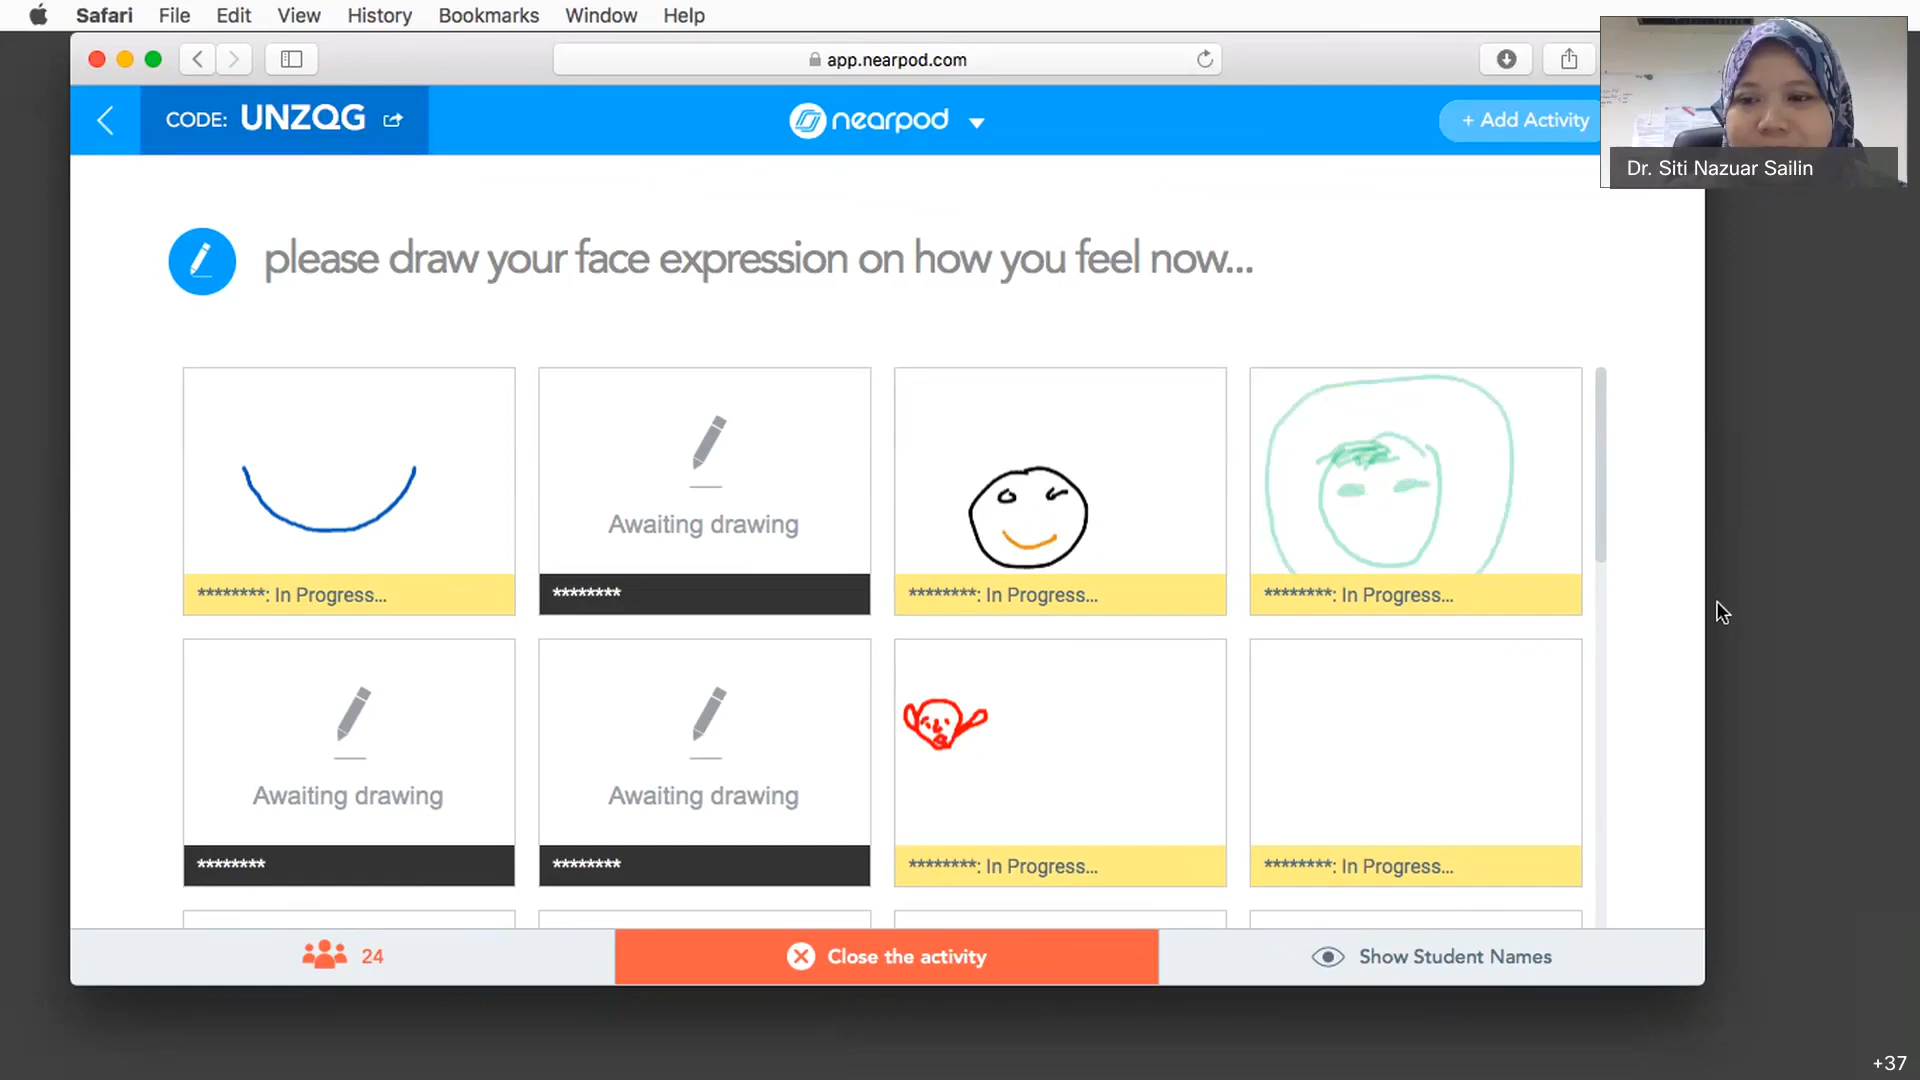 Safari File Edit View History Bookmarks Window Help
app.nearpod.com
CODE: UNZQG
nearpod
+ Add Activity
Dr. Siti Nazuar Sailin
please draw your face expression on how you feel now...
********: In Progress...
Awaiting drawing
********
********: In Progress...
********: In Progress...
Awaiting drawing
********
Awaiting drawing
********
********: In Progress...
********: In Progress...
24
Close the activity
Show Student Names
+37